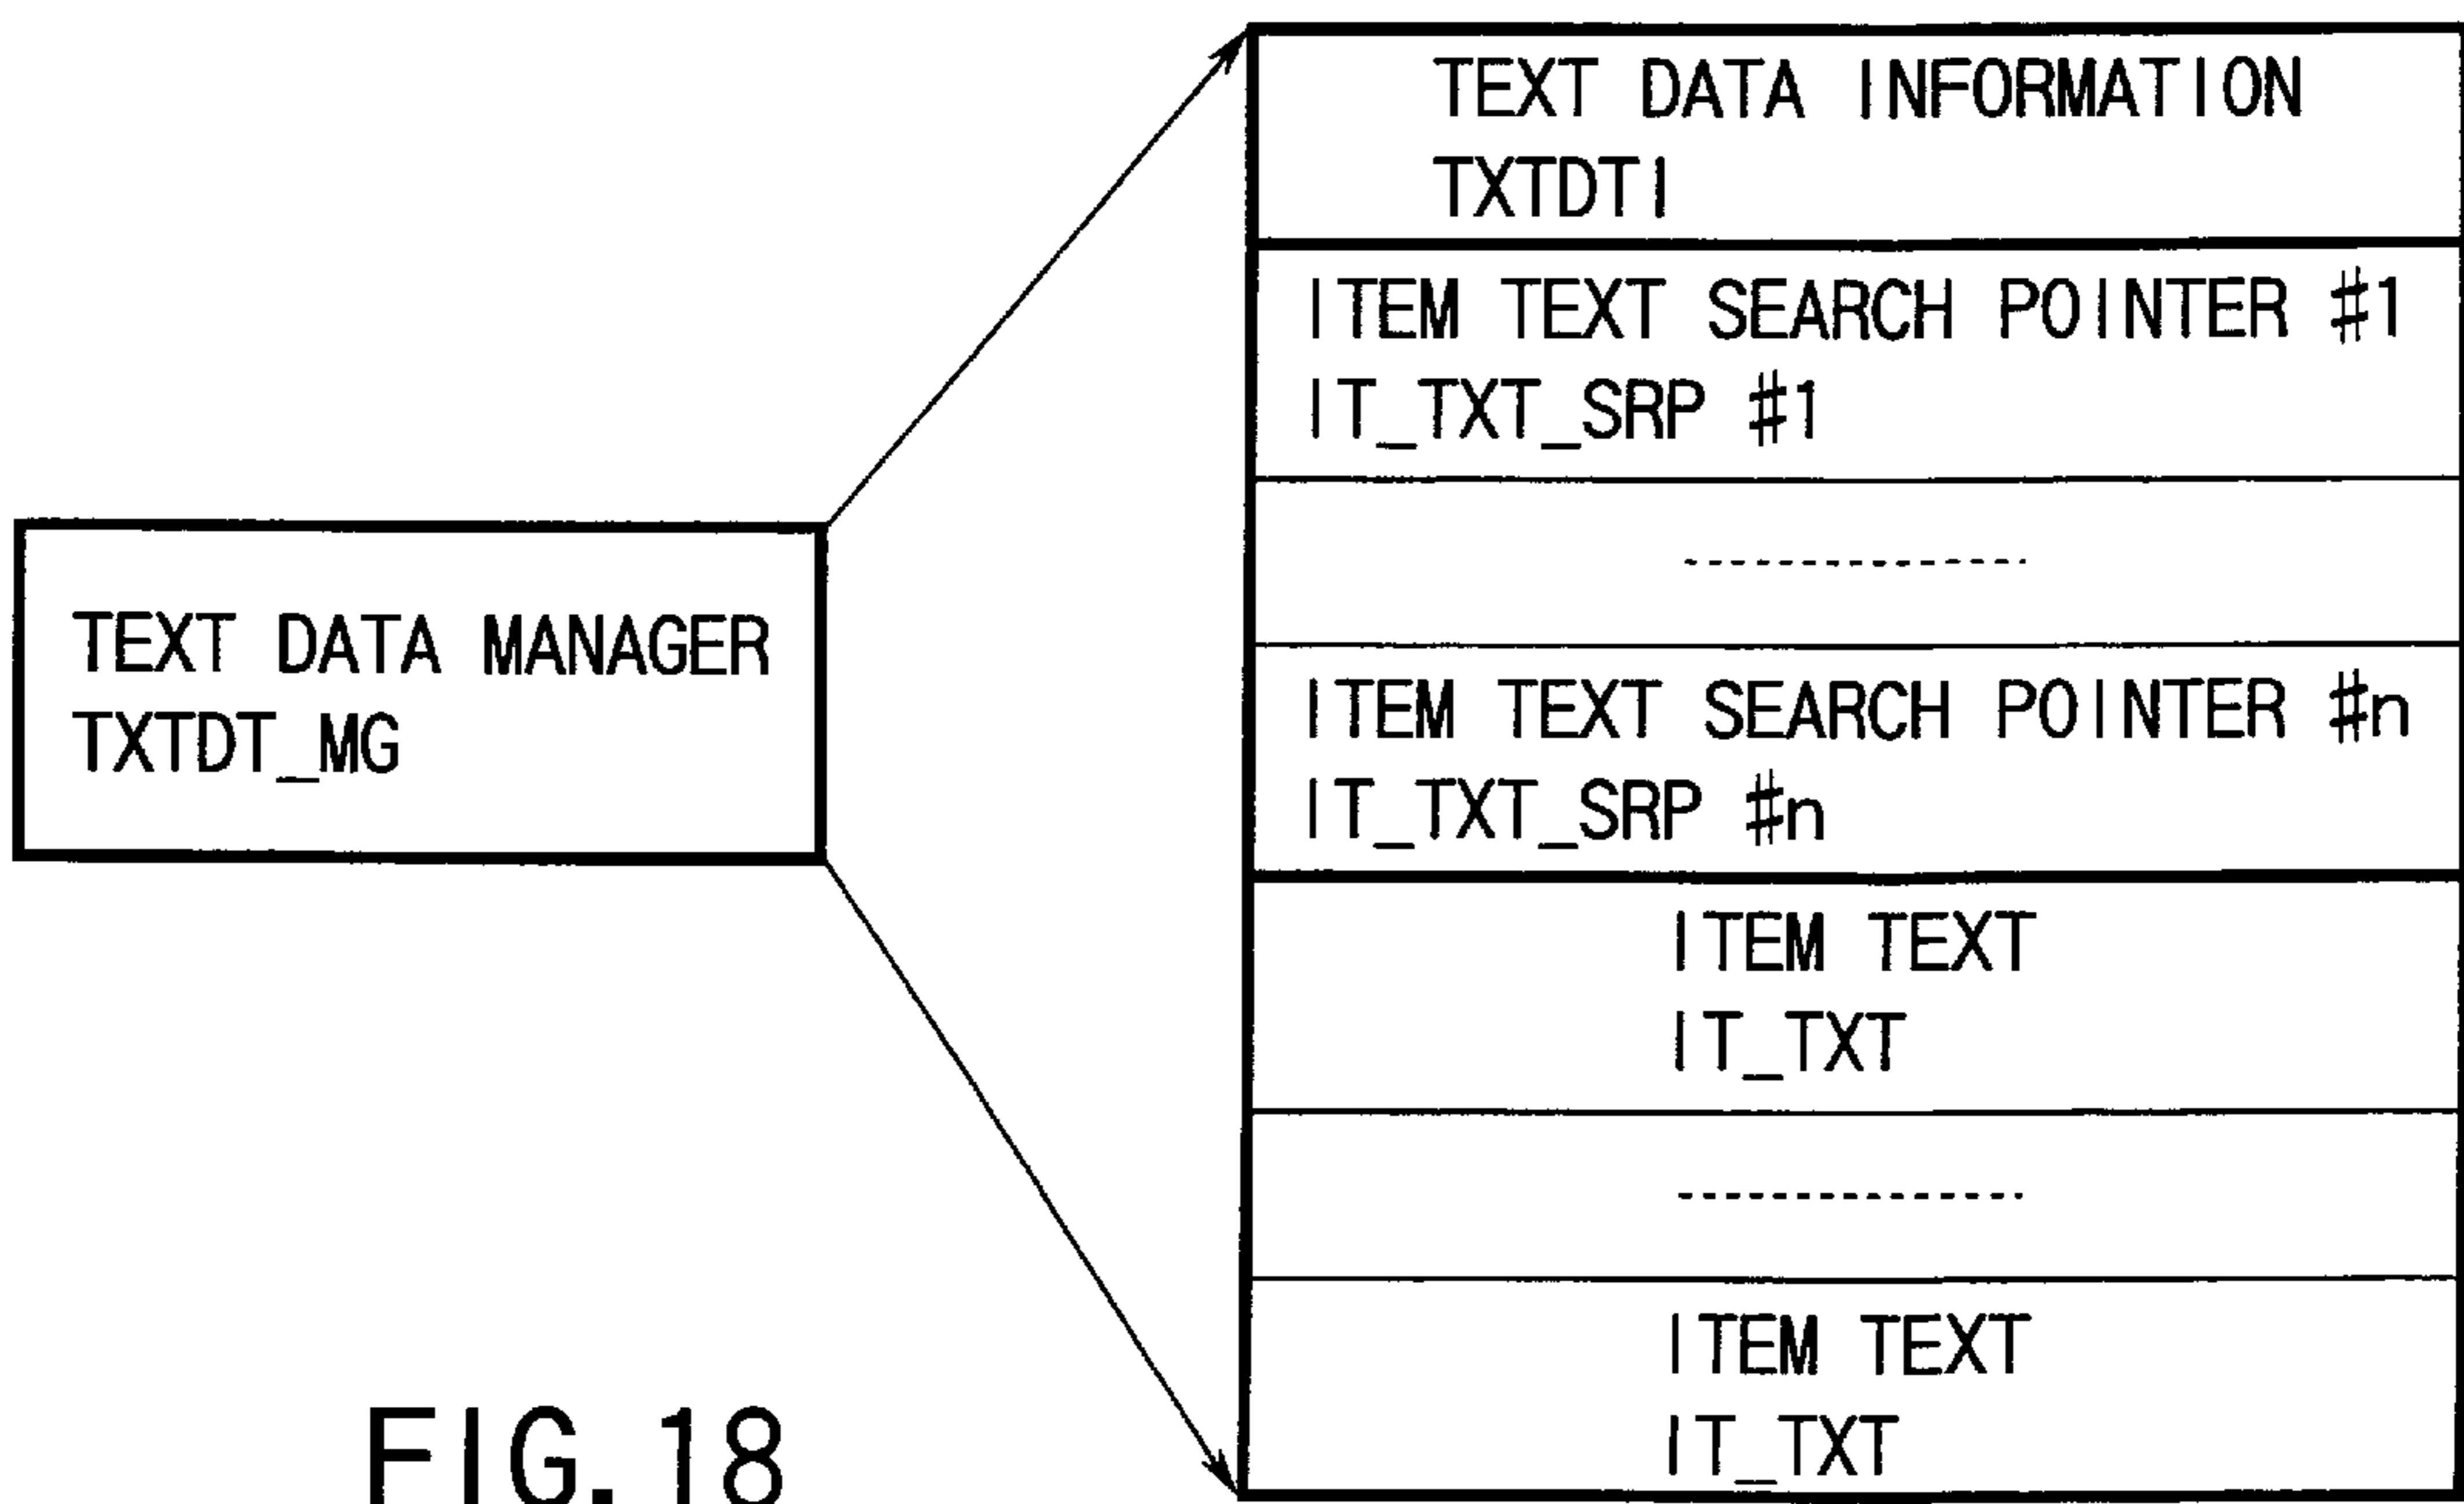 TEXT DATA MANAGER
TXTDT_MG
TEXT DATA INFORMATION
TXTDTI
ITEM TEXT SEARCH POINTER #1
IT_TXT_SRP #1
ITEM TEXT SEARCH POINTER #n
IT_TXT_SRP #n
ITEM TEXT
IT_TXT
ITEM TEXT
IT_TXT
FIG. 18